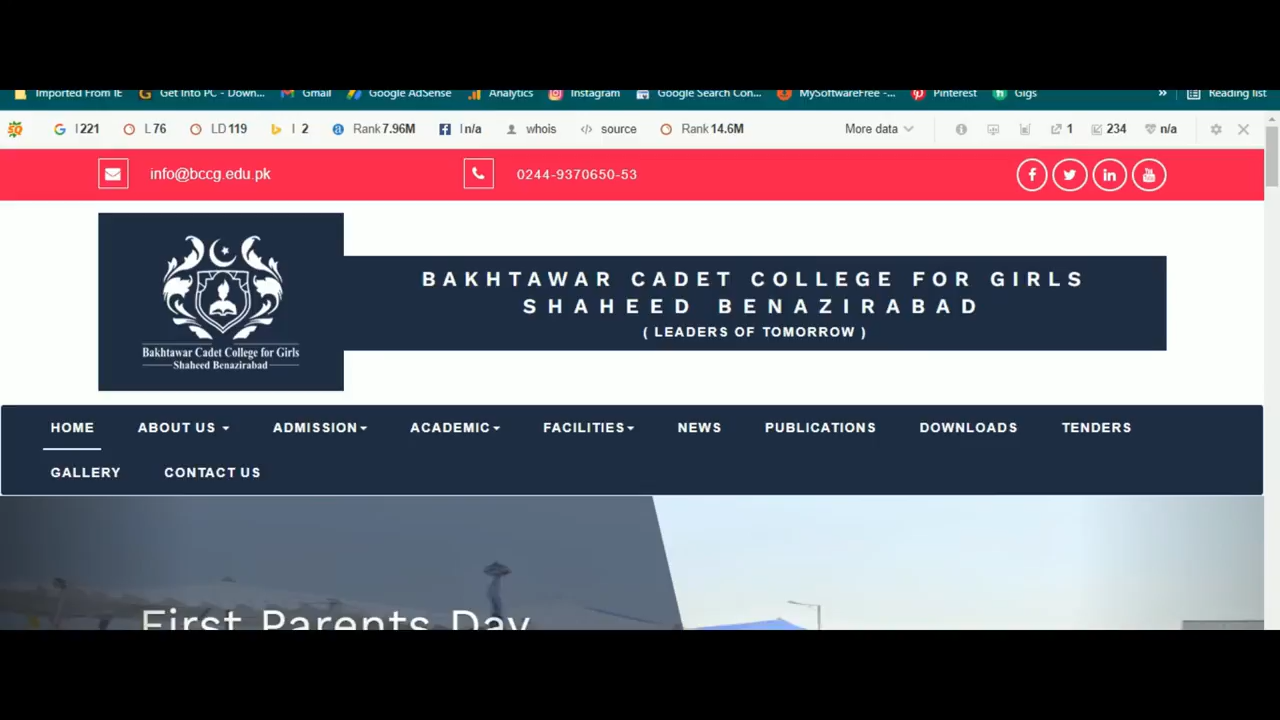 Imported From IE Get Into PC - Down... Gmail Google AdSense Analytics Instagram Google Search Con... MySoftwareFree -... Pinterest Gigs » Reading list
SQ I 221 L 76 LD 119 I 2 Rank 7.96M I n/a whois source Rank 14.6M More data 1 234 n/a
info@bccg.edu.pk 0244-9370650-53
BAKHTAWAR CADET COLLEGE FOR GIRLS
SHAHEED BENAZIRABAD
( LEADERS OF TOMORROW )
Bakhtawar Cadet College for Girls
Shaheed Benazirabad
HOME ABOUT US ADMISSION ACADEMIC FACILITIES NEWS PUBLICATIONS DOWNLOADS TENDERS
GALLERY CONTACT US
First Parents Day